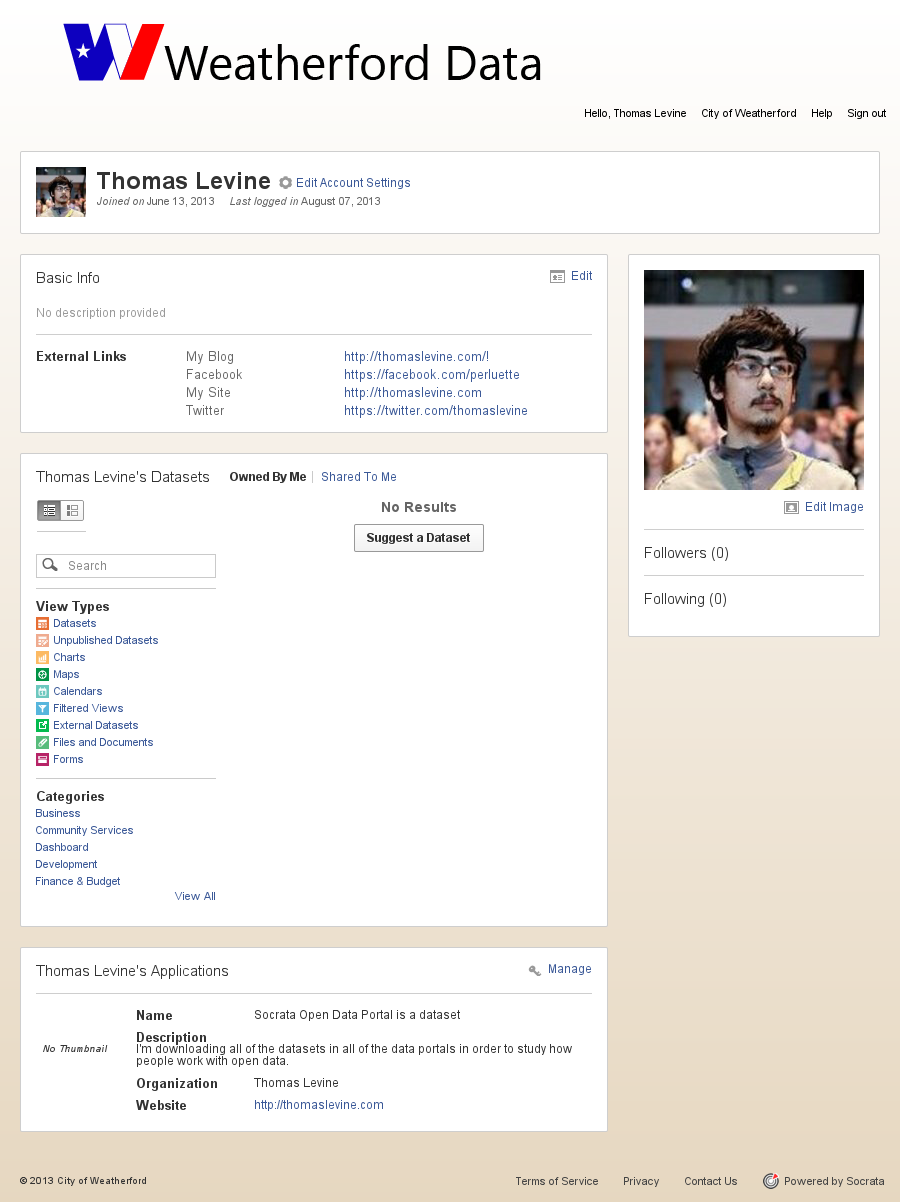 Weatherford Data
Hello, Thomas Levine City of Weatherford Help Sign out
Thomas Levine Edit Account Settings
Joined on June 13, 2013 Last logged in August 07, 2013
Basic Info Edit
No description provided
External Links My Blog http://thomaslevine.com/!
Facebook https://facebook.com/perluette
My Site http://thomaslevine.com
Twitter https://twitter.com/thomaslevine
Edit Image
Followers (0)
Following (0)
Thomas Levine's Datasets Owned By Me Shared To Me
No Results
Suggest a Dataset
Search
View Types
Datasets
Unpublished Datasets
Charts
Maps
Calendars
Filtered Views
External Datasets
Files and Documents
Forms
Categories
Business
Community Services
Dashboard
Development
Finance & Budget
View All
Thomas Levine's Applications Manage
No Thumbnail
Name Socrata Open Data Portal is a dataset
Description
I'm downloading all of the datasets in all of the data portals in order to study how
people work with open data.
Organization Thomas Levine
Website http://thomaslevine.com
© 2013 City of Weatherford Terms of Service Privacy Contact Us Powered by Socrata